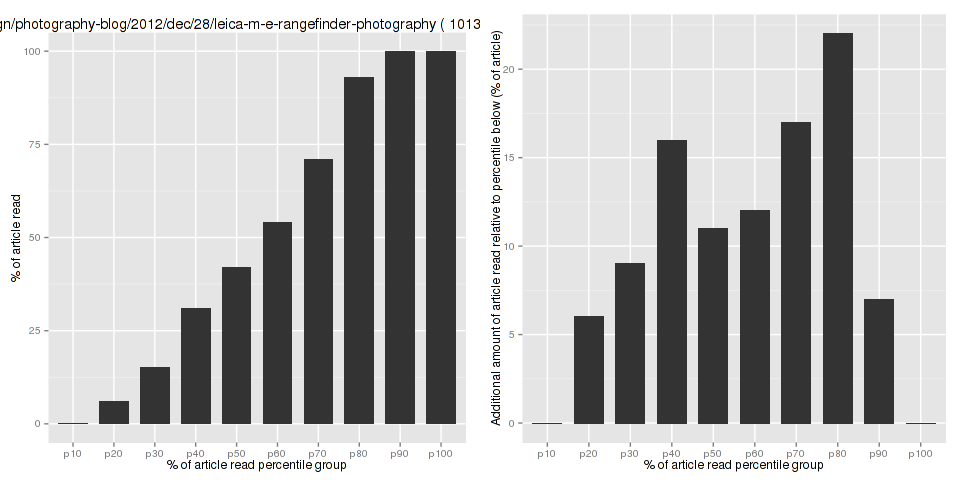 gn/photography-blog/2012/dec/28/leica-m-e-rangefinder-photography ( 1013
% of article read
100
75
50
25
0
p10 p20 p30 p40 p50 p60 p70 p80 p90 p100
% of article read percentile group
Additional amount of article read relative to percentile below (% of article)
20
15
10
5
0
p10 p20 p30 p40 p50 p60 p70 p80 p90 p100
% of article read percentile group